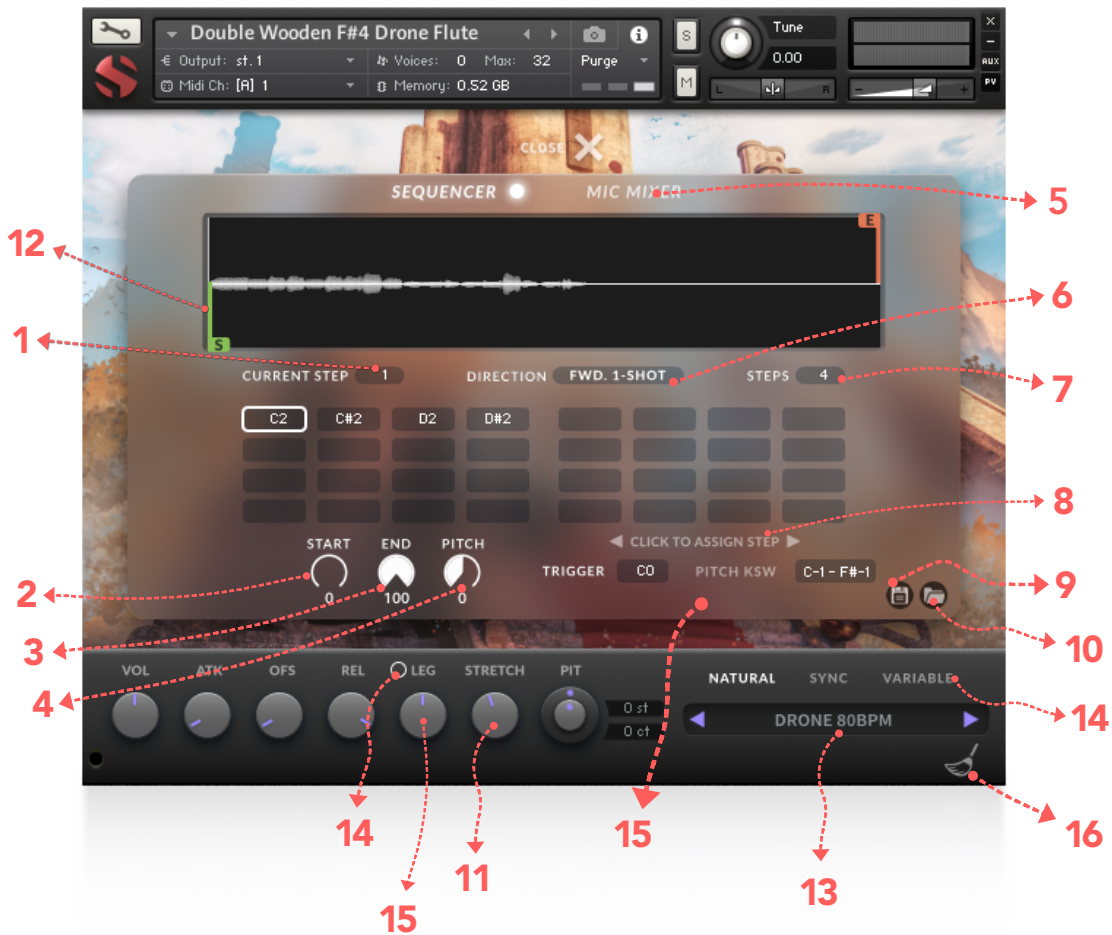 Double Wooden F#4 Drone Flute
Output: st.1
Voices: 0 Max: 32
Purge
Midi Ch: [A] 1
Memory: 0.52 GB
S
M
Tune
0.00
L
R
-
+
×
-
AUX
PV
CLOSE
SEQUENCER
MIC MIXER
5
12
E
S
6
1
CURRENT STEP 1
DIRECTION FWD. 1-SHOT
STEPS 4
7
C2 C#2 D2 D#2
8
START END PITCH
CLICK TO ASSIGN STEP
0 100 0
TRIGGER C0
PITCH KSW C-1 - F#-1
9
2
3
10
4
VOL ATK OFS REL LEG STRETCH PIT
0 st
0 ct
NATURAL SYNC VARIABLE
DRONE 80BPM
14
16
14
15
11
13
15